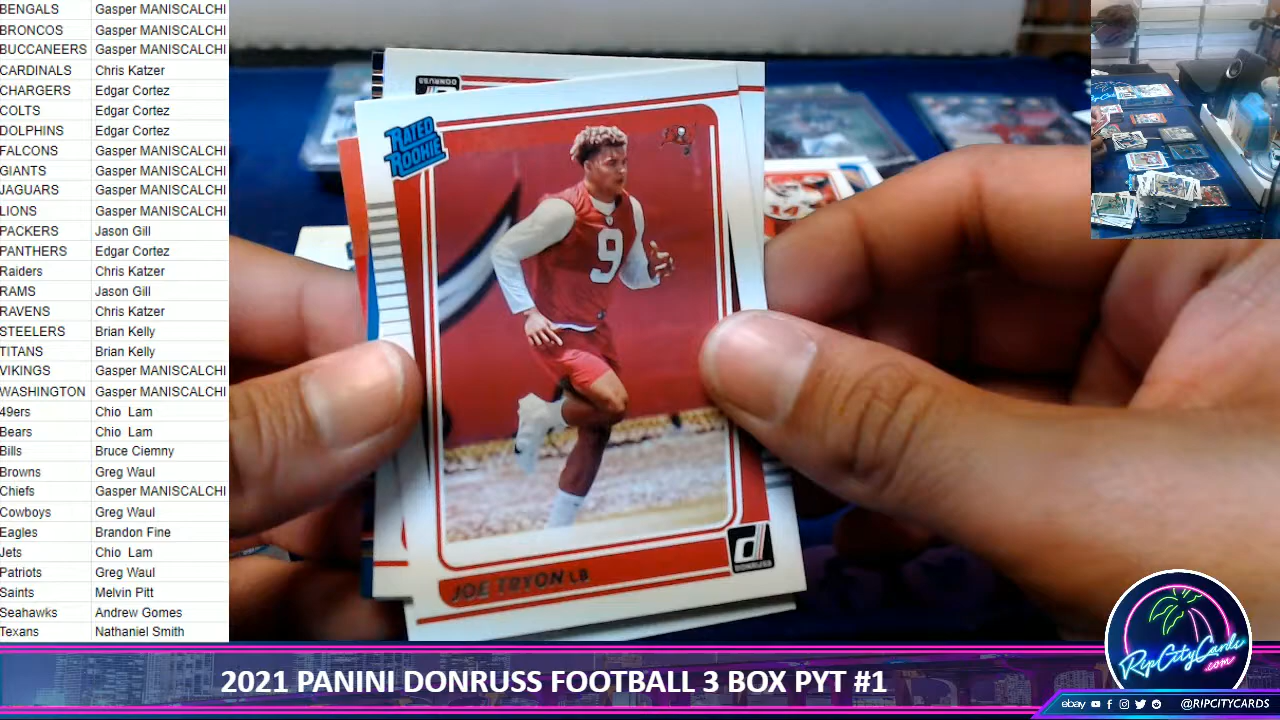 BENGALS Gasper MANISCALCHI
BRONCOS Gasper MANISCALCHI
BUCCANEERS Gasper MANISCALCHI
CARDINALS Chris Katzer
CHARGERS Edgar Cortez
COLTS Edgar Cortez
DOLPHINS Edgar Cortez
FALCONS Gasper MANISCALCHI
GIANTS Gasper MANISCALCHI
JAGUARS Gasper MANISCALCHI
LIONS Gasper MANISCALCHI
PACKERS Jason Gill
PANTHERS Edgar Cortez
Raiders Chris Katzer
RAMS Jason Gill
RAVENS Chris Katzer
STEELERS Brian Kelly
TITANS Brian Kelly
VIKINGS Gasper MANISCALCHI
WASHINGTON Gasper MANISCALCHI
49ers Chio Lam
Bears Chio Lam
Bills Bruce Ciemny
Browns Greg Waul
Chiefs Gasper MANISCALCHI
Cowboys Greg Waul
Eagles Brandon Fine
Jets Chio Lam
Patriots Greg Waul
Saints Melvin Pitt
Seahawks Andrew Gomes
Texans Nathaniel Smith
DONRUSS
RATED
ROOKIE
9
14
JOE TRYON LB
d
DONRUSS
RipCityCards
.com
2021 PANINI DONRUSS FOOTBALL 3 BOX PYT #1
ebay @RIPCITYCARDS